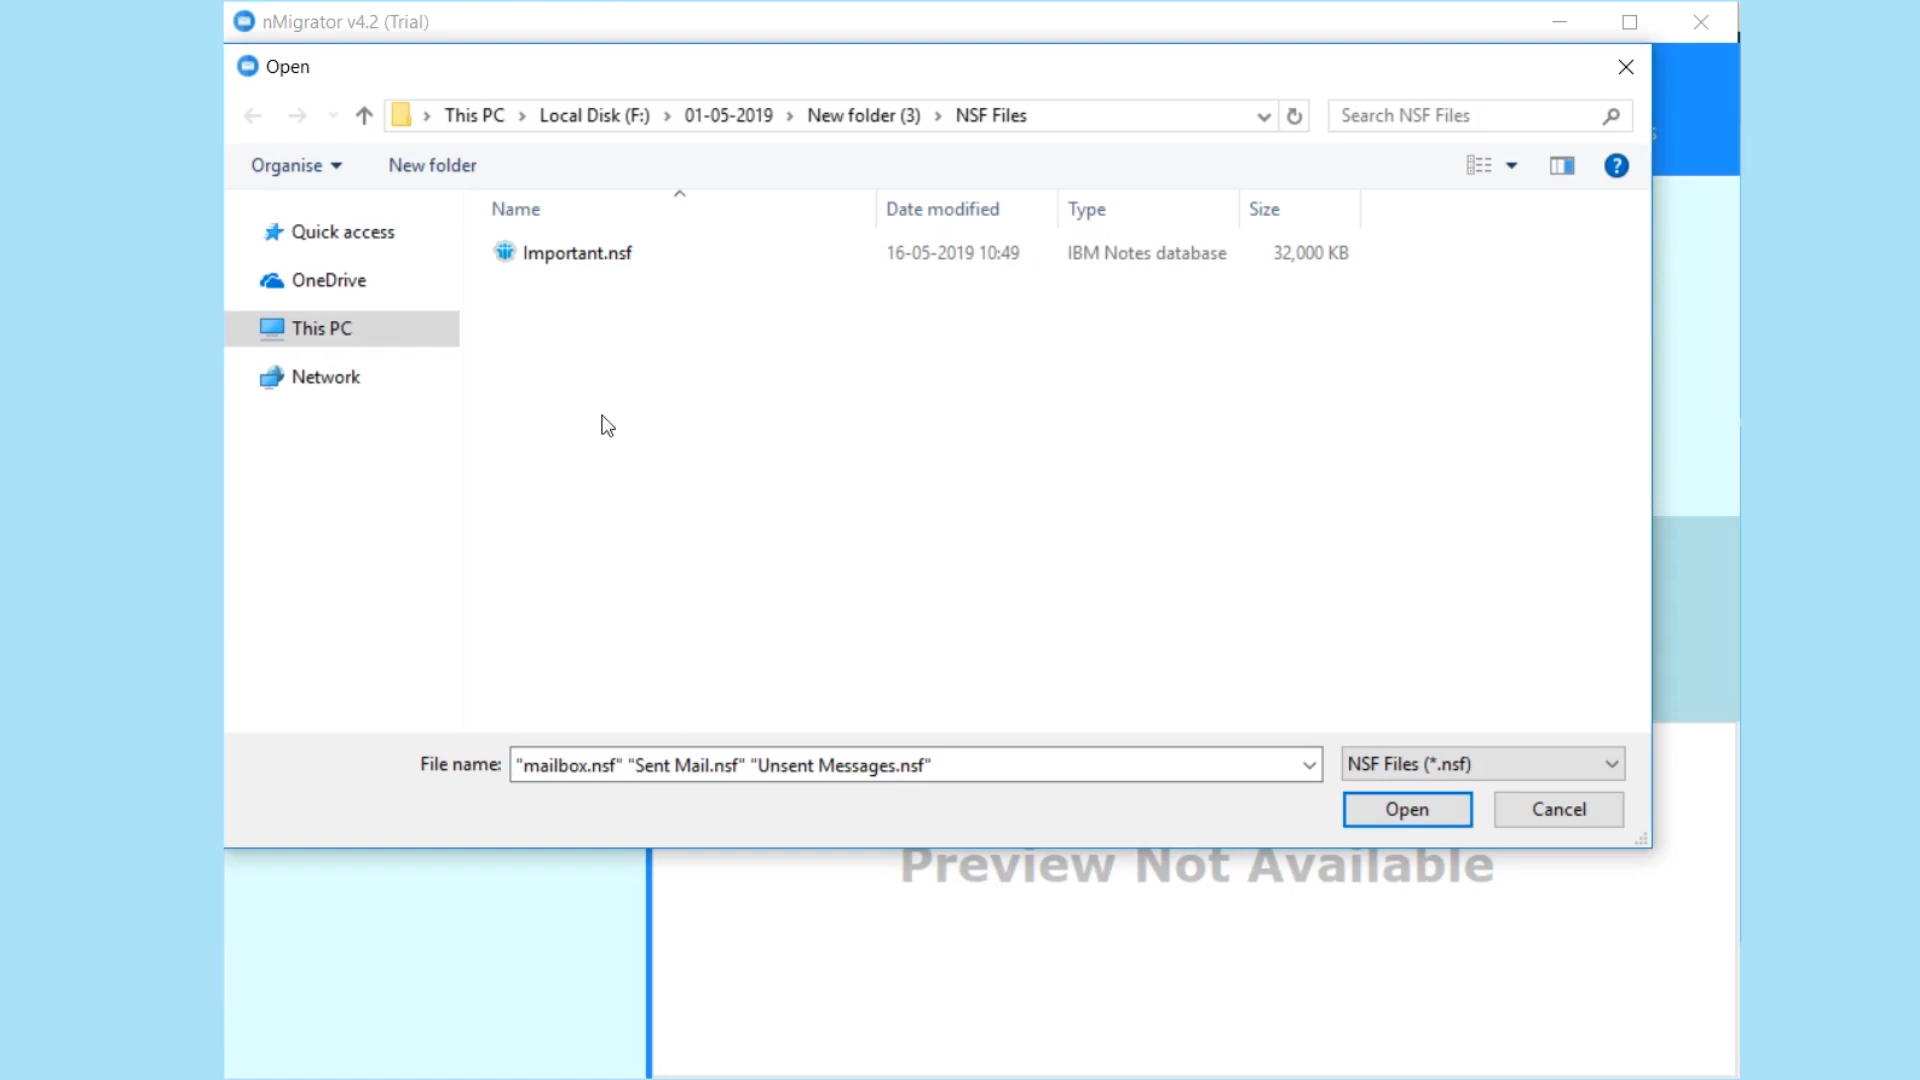 nMigrator v4.2 (Trial)
Open
This PC > Local Disk (F:) > 01-05-2019 > New folder (3) > NSF Files
Search NSF Files
Organise
New folder
Name
Date modified
Type
Size
Quick access
OneDrive
This PC
Network
Important.nsf
16-05-2019 10:49
IBM Notes database
32,000 KB
File name:
"mailbox.nsf" "Sent Mail.nsf" "Unsent Messages.nsf"
NSF Files (*.nsf)
Open
Cancel
Preview Not Available